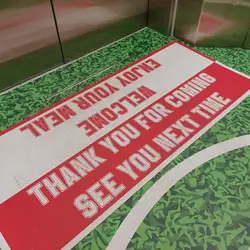 WELCOME
ENJOY YOUR MEAL
THANK YOU FOR COMING
SEE YOU NEXT TIME